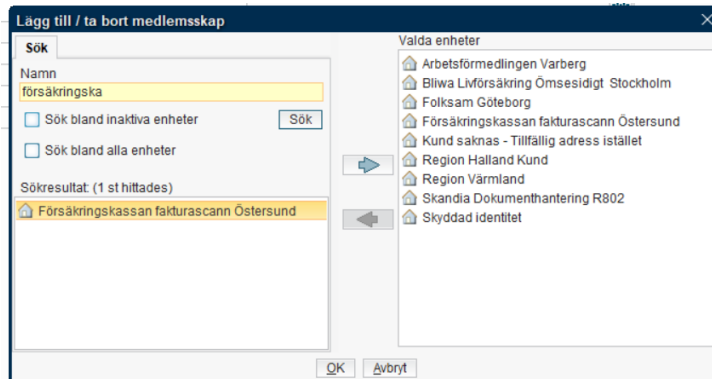 Lägg till / ta bort medlemsskap
Sök
Namn
försäkringska
Sök bland inaktiva enheter
Sök
Sök bland alla enheter
Sökresultat: (1 st hittades)
Försäkringskassan fakturascann Östersund
Valda enheter
Arbetsförmedlingen Varberg
Bliwa Livförsäkring Ömsesidigt Stockholm
Folksam Göteborg
Försäkringskassan fakturascann Östersund
Kund saknas - Tillfällig adress istället
Region Halland Kund
Region Värmland
Skandia Dokumenthantering R802
Skyddad identitet
OK
Avbryt